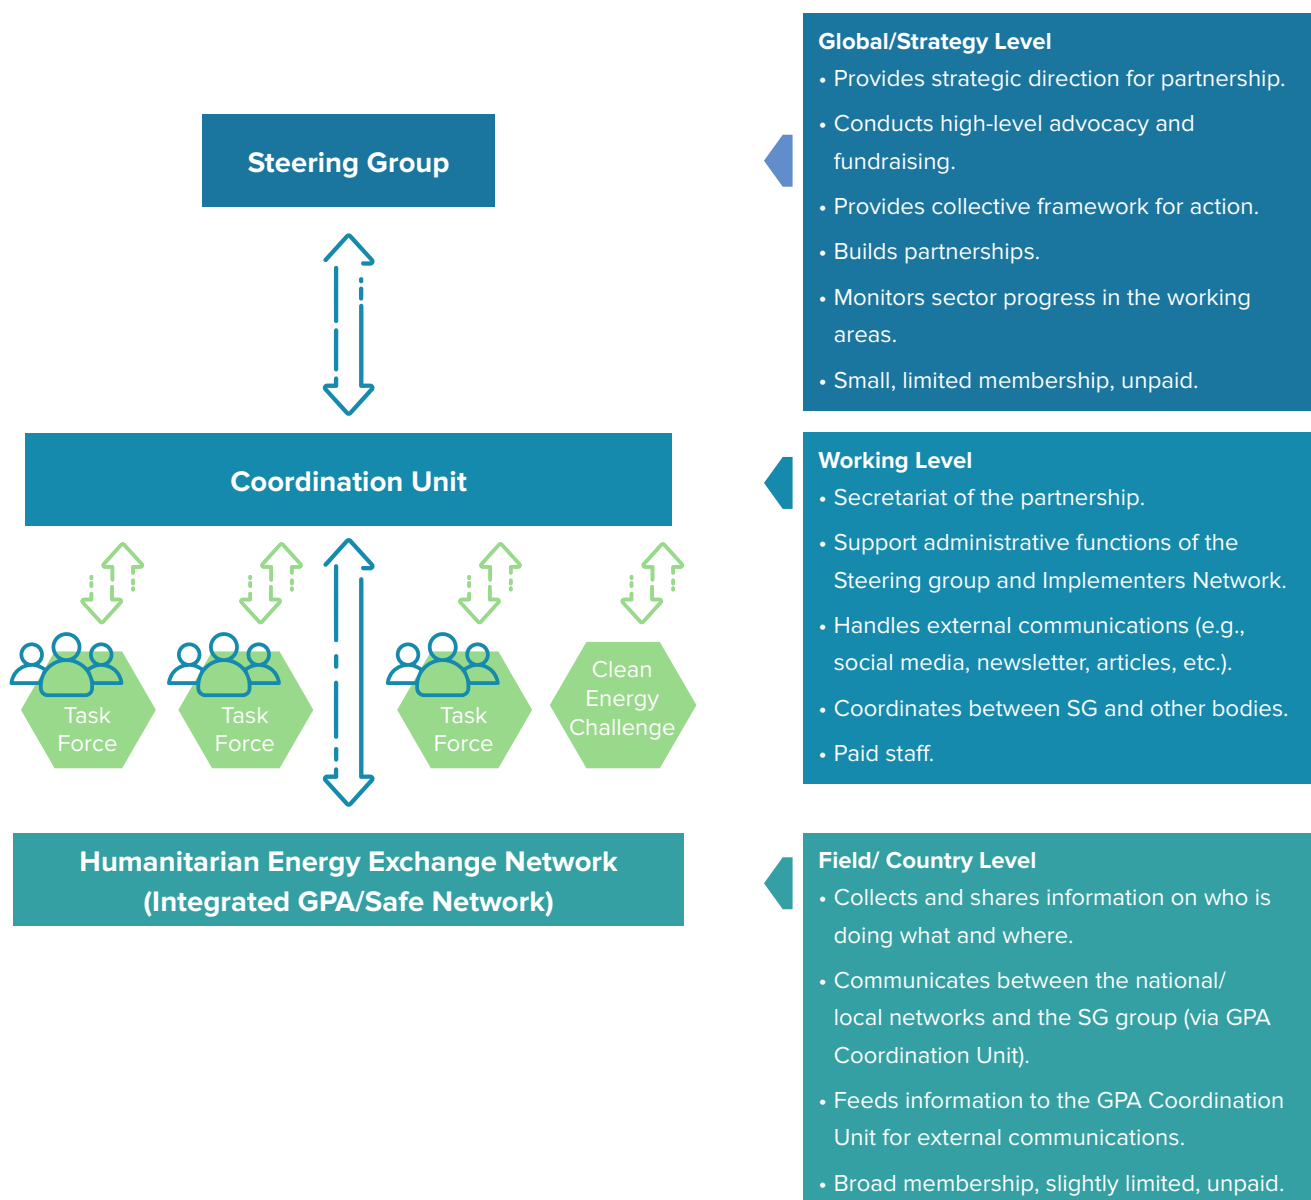 Steering Group
Global/Strategy Level
• Provides strategic direction for partnership.
• Conducts high-level advocacy and
fundraising.
• Provides collective framework for action.
• Builds partnerships.
• Monitors sector progress in the working
areas.
• Small, limited membership, unpaid.
Coordination Unit
Working Level
• Secretariat of the partnership.
• Support administrative functions of the
Steering group and Implementers Network.
• Handles external communications (e.g.,
social media, newsletter, articles, etc.).
• Coordinates between SG and other bodies.
• Paid staff.
Task
Force
Task
Force
Task
Force
Clean
Energy
Challenge
Humanitarian Energy Exchange Network
(Integrated GPA/Safe Network)
Field/ Country Level
• Collects and shares information on who is
doing what and where.
• Communicates between the national/
local networks and the SG group (via GPA
Coordination Unit).
• Feeds information to the GPA Coordination
Unit for external communications.
• Broad membership, slightly limited, unpaid.